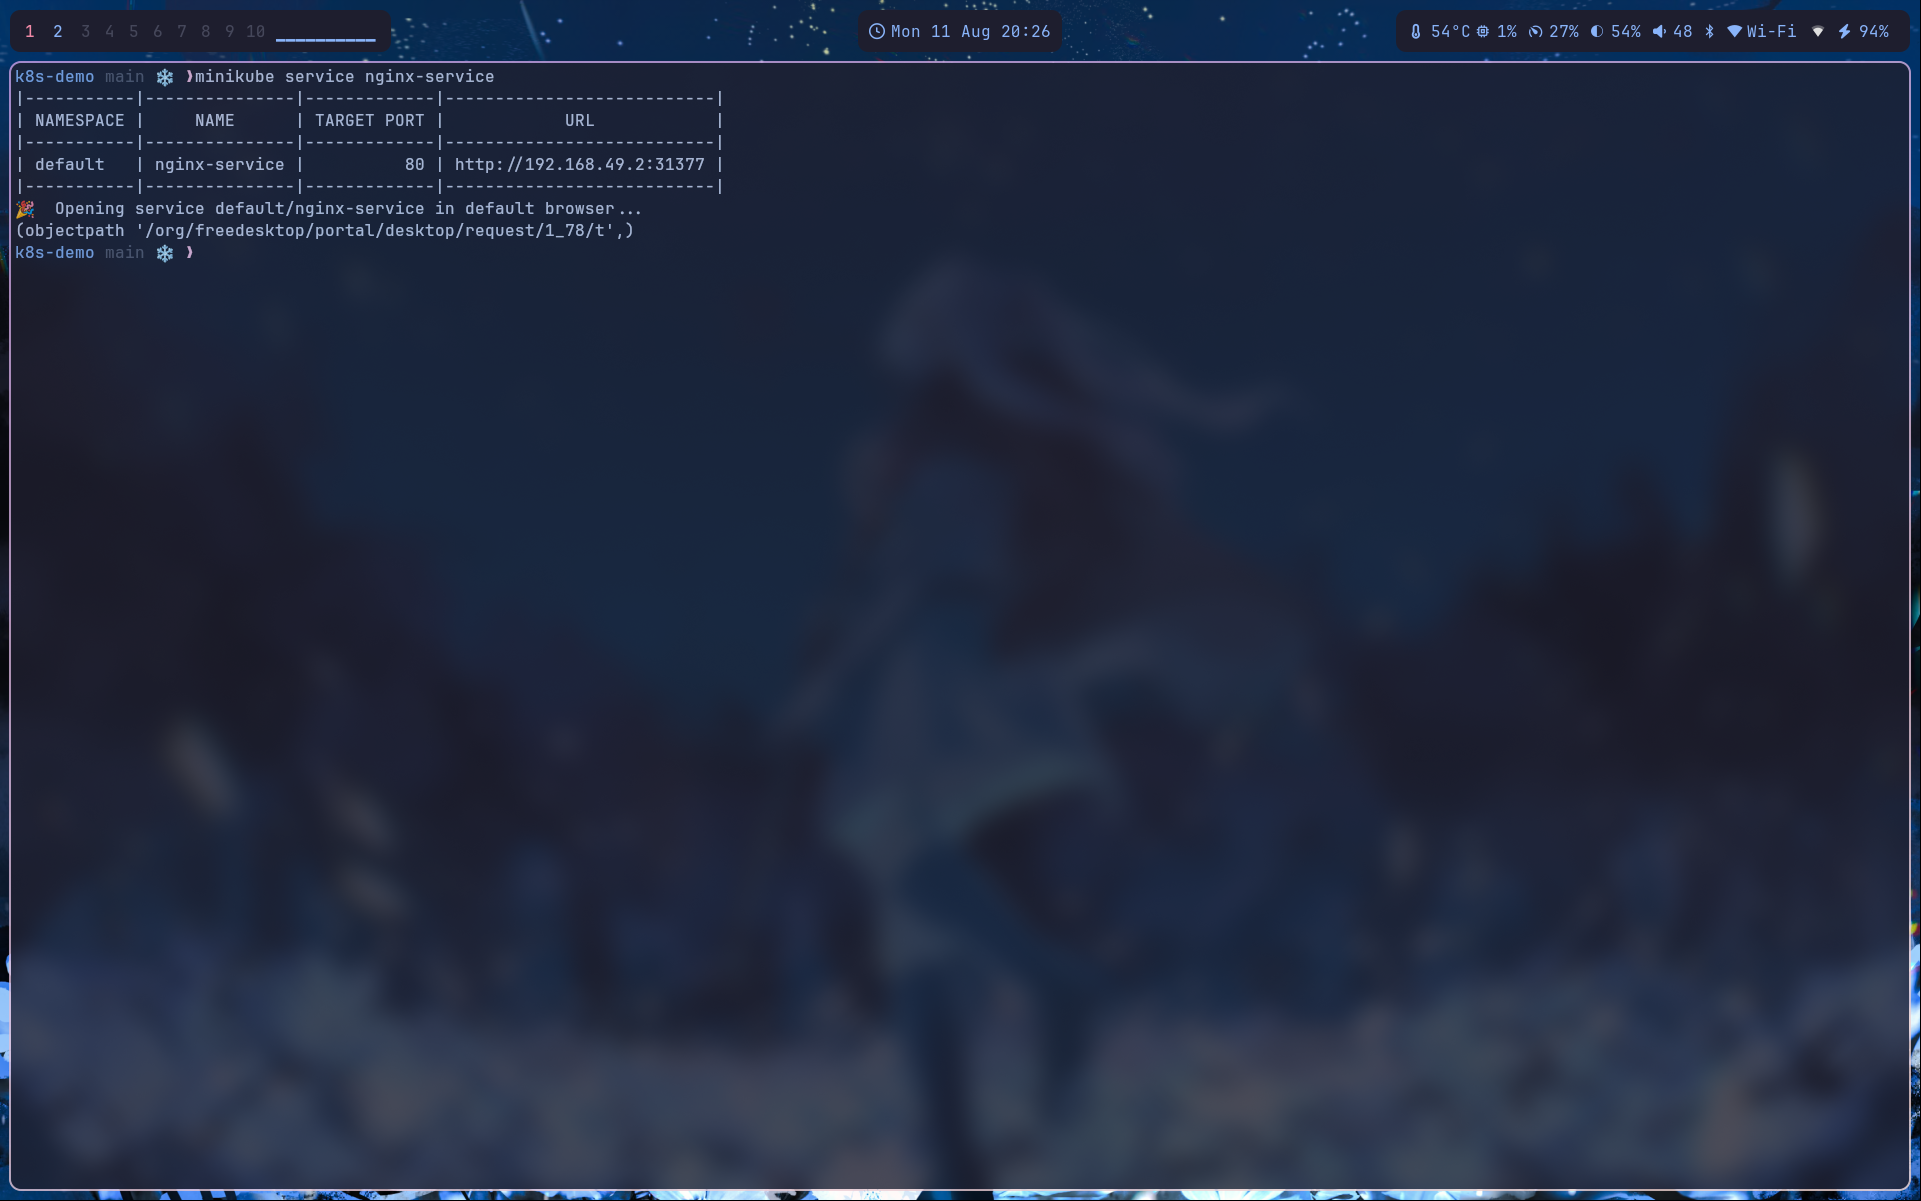 1 2 3 4 5 6 7 8 9 10 __________ Mon 11 Aug 20:26 54°C 1% 27% 54% 48 Wi-Fi 94%
k8s-demo main ❄️ ❱minikube service nginx-service
|-----------|---------------|-------------|---------------------------|
| NAMESPACE |     NAME      | TARGET PORT |            URL            |
|-----------|---------------|-------------|---------------------------|
| default   | nginx-service |          80 | http://192.168.49.2:31377 |
|-----------|---------------|-------------|---------------------------|
🎉  Opening service default/nginx-service in default browser...
(objectpath '/org/freedesktop/portal/desktop/request/1_78/t',)
k8s-demo main ❄️ ❱